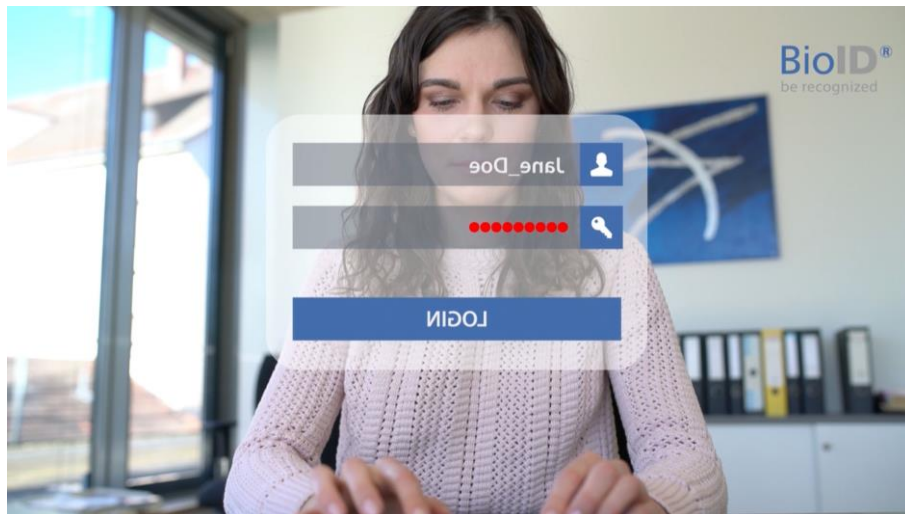 BioID®
be recognized
Jane_Doe
●●●●●●●●●
LOGIN